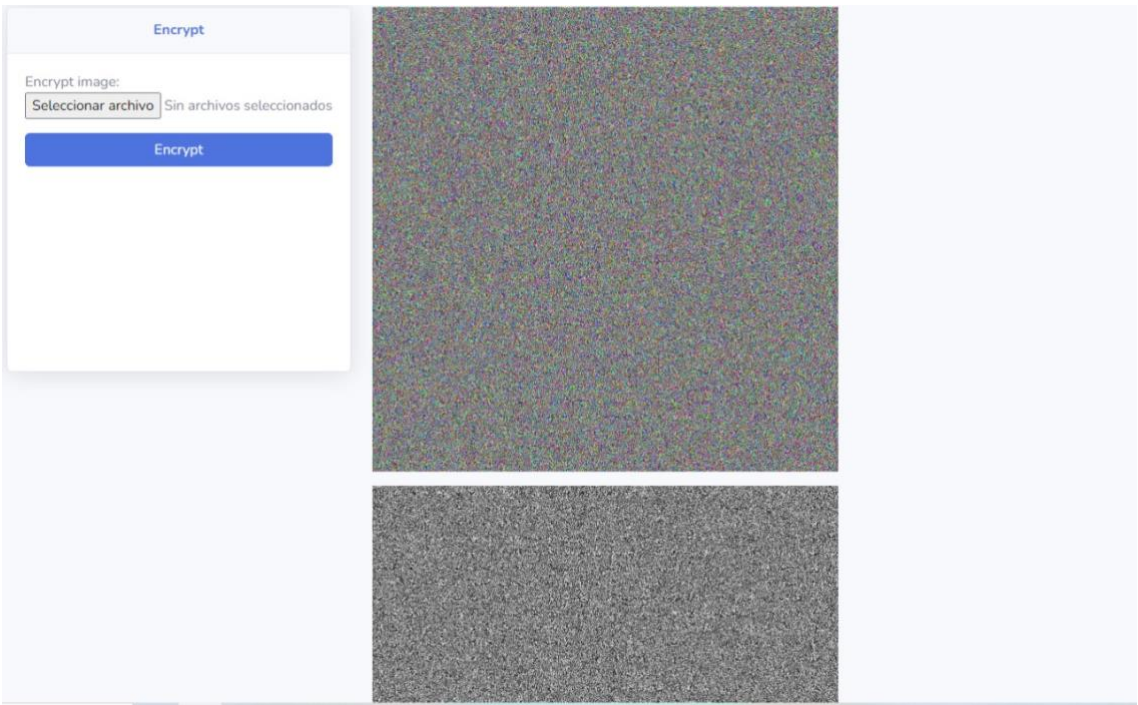 Encrypt
Encrypt image:
Seleccionar archivo Sin archivos seleccionados
Encrypt